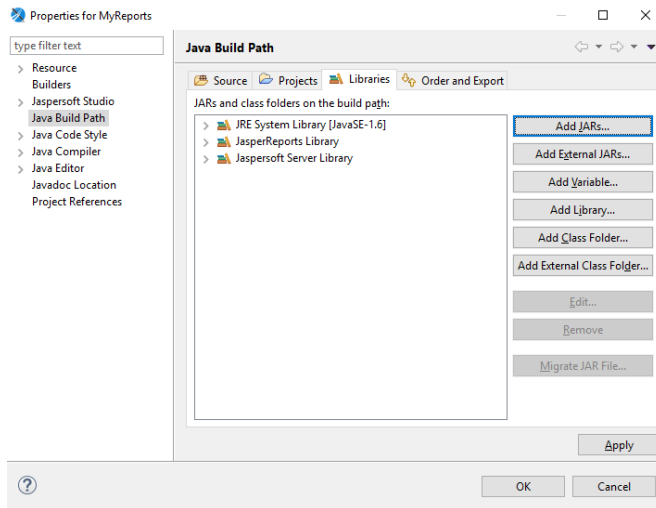 Properties for MyReports
type filter text
Resource
Builders
Jaspersoft Studio
Java Build Path
Java Code Style
Java Compiler
Java Editor
Javadoc Location
Project References
Java Build Path
Source
Projects
Libraries
Order and Export
JARs and class folders on the build path:
JRE System Library [JavaSE-1.6]
JasperReports Library
Jaspersoft Server Library
Add JARs...
Add External JARs...
Add Variable...
Add Library...
Add Class Folder...
Add External Class Folder...
Edit...
Remove
Migrate JAR File...
Apply
OK
Cancel